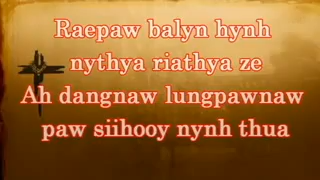 Raepaw balyn hynh
nythya riathya ze
Ah dangnaw lungpawnaw
paw siihooy nynh thua